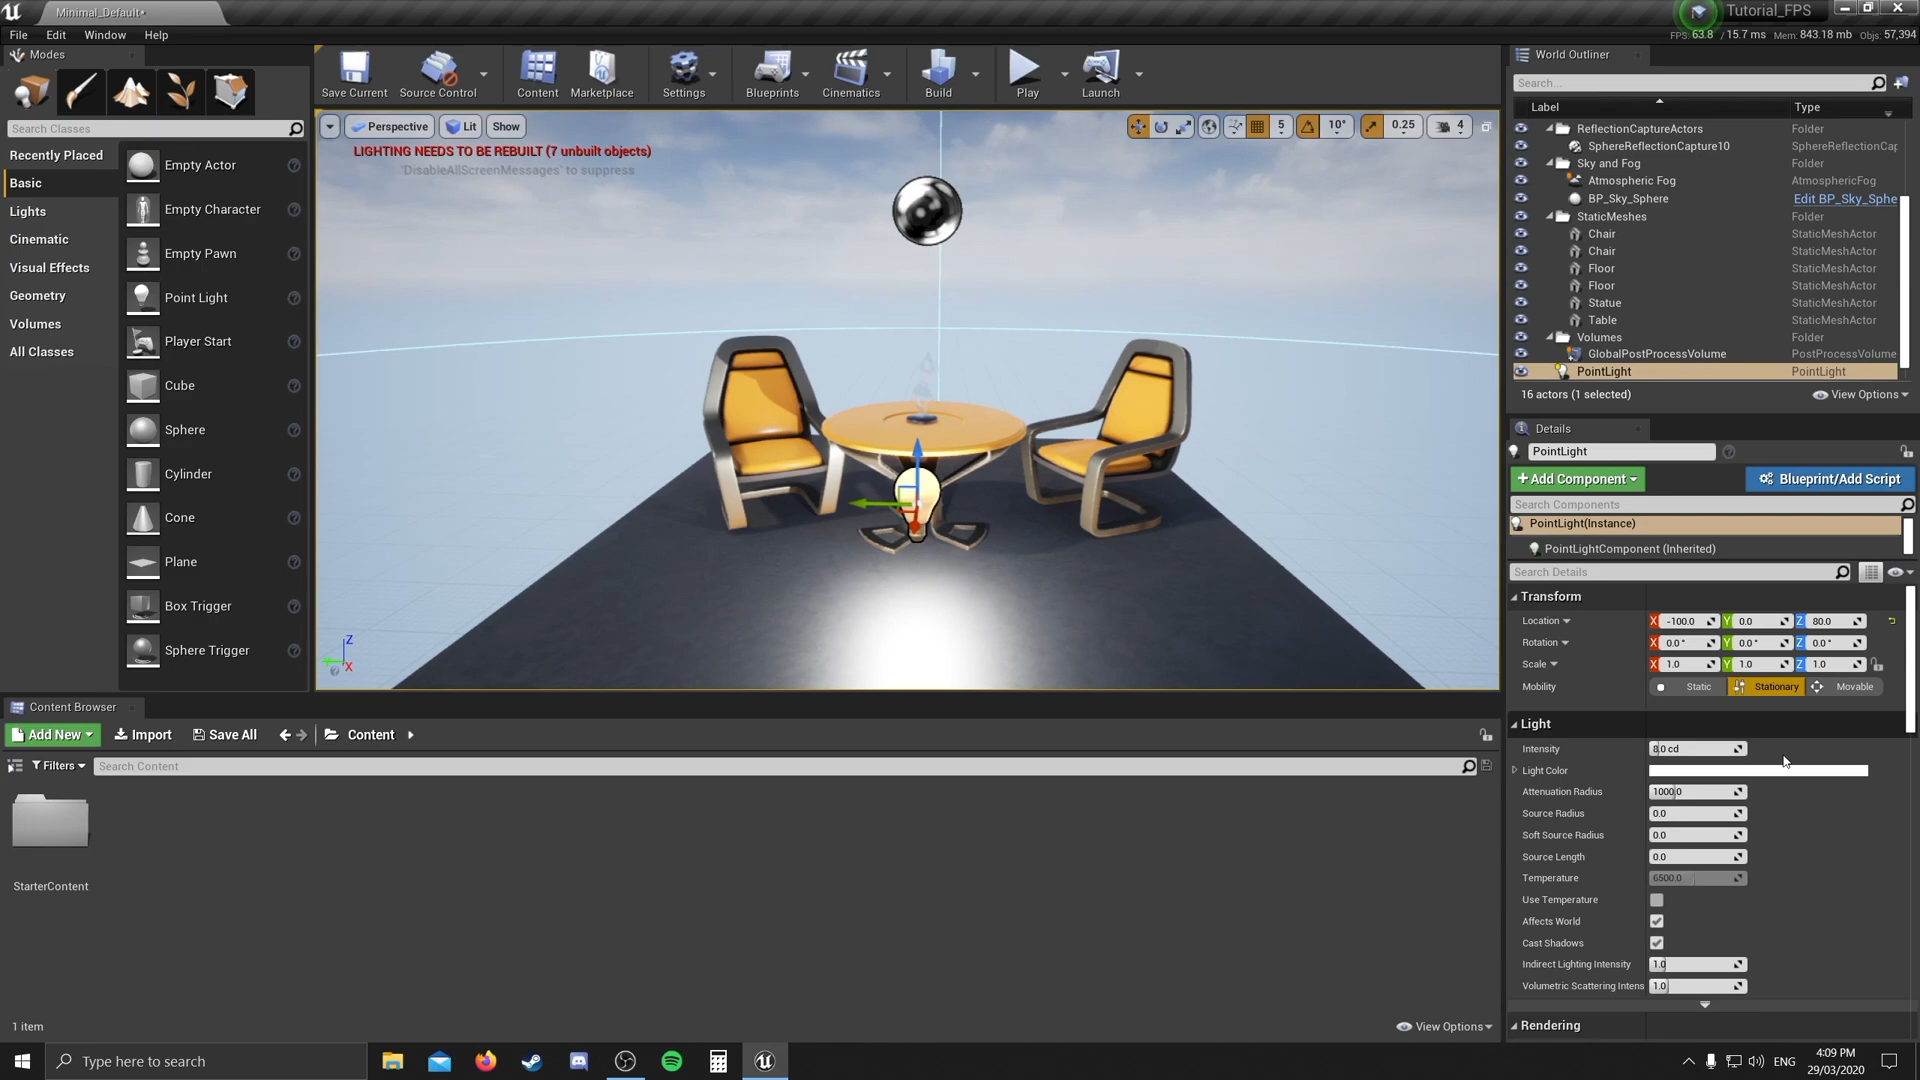 Minimal_Default•
Tutorial_FPS
File Edit Window Help
FPS: 63.8 / 15.7 ms Mem: 843.18 mb Objs: 57,394
Modes
Search Classes
Recently Placed
Basic
Lights
Cinematic
Visual Effects
Geometry
Volumes
All Classes
Empty Actor
Empty Character
Empty Pawn
Point Light
Player Start
Cube
Sphere
Cylinder
Cone
Plane
Box Trigger
Sphere Trigger
Save Current Source Control Content Marketplace Settings Blueprints Cinematics Build Play Launch
Perspective Lit Show
5 10° 0.25 4
LIGHTING NEEDS TO BE REBUILT (7 unbuilt objects)
'DisableAllScreenMessages' to suppress
Z
Y
X
World Outliner
Search...
Label Type
ReflectionCaptureActors Folder
SphereReflectionCapture10 SphereReflectionCap
Sky and Fog Folder
Atmospheric Fog AtmosphericFog
BP_Sky_Sphere Edit BP_Sky_Sphe
StaticMeshes Folder
Chair StaticMeshActor
Chair StaticMeshActor
Floor StaticMeshActor
Floor StaticMeshActor
Statue StaticMeshActor
Table StaticMeshActor
Volumes Folder
GlobalPostProcessVolume PostProcessVolume
PointLight PointLight
16 actors (1 selected) View Options
Details
PointLight
+ Add Component Blueprint/Add Script
Search Components
PointLight(Instance)
PointLightComponent (Inherited)
Search Details
Transform
Location X -100.0 Y 0.0 Z 80.0
Rotation X 0.0° Y 0.0° Z 0.0°
Scale X 1.0 Y 1.0 Z 1.0
Mobility Static Stationary Movable
Light
Intensity 8.0 cd
Light Color
Attenuation Radius 1000.0
Source Radius 0.0
Soft Source Radius 0.0
Source Length 0.0
Temperature 6500.0
Use Temperature
Affects World
Cast Shadows
Indirect Lighting Intensity 1.0
Volumetric Scattering Intens 1.0
Rendering
Content Browser
Add New Import Save All Content
Filters Search Content
StarterContent
1 item View Options
Type here to search
ENG
4:09 PM
29/03/2020